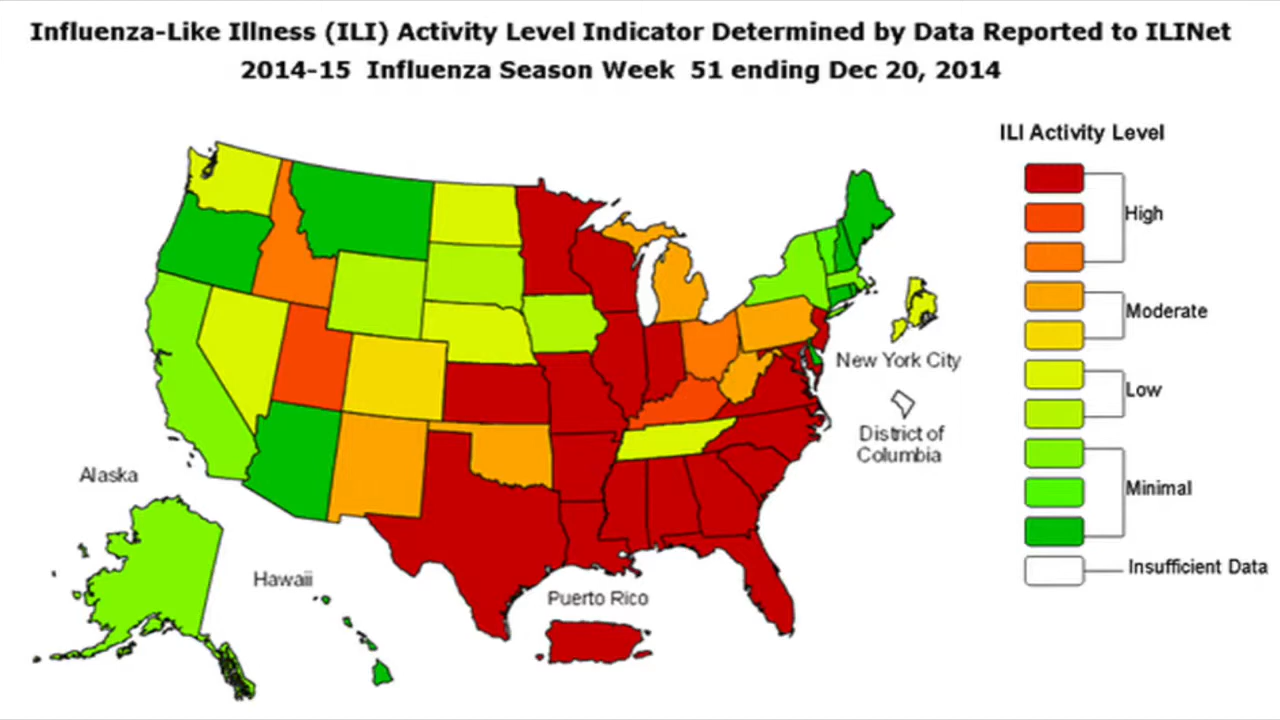 Influenza-Like Illness (ILI) Activity Level Indicator Determined by Data Reported to ILINet
2014-15 Influenza Season Week 51 ending Dec 20, 2014
ILI Activity Level
High
Moderate
Low
Minimal
Insufficient Data
New York City
District of
Columbia
Alaska
Hawaii
Puerto Rico